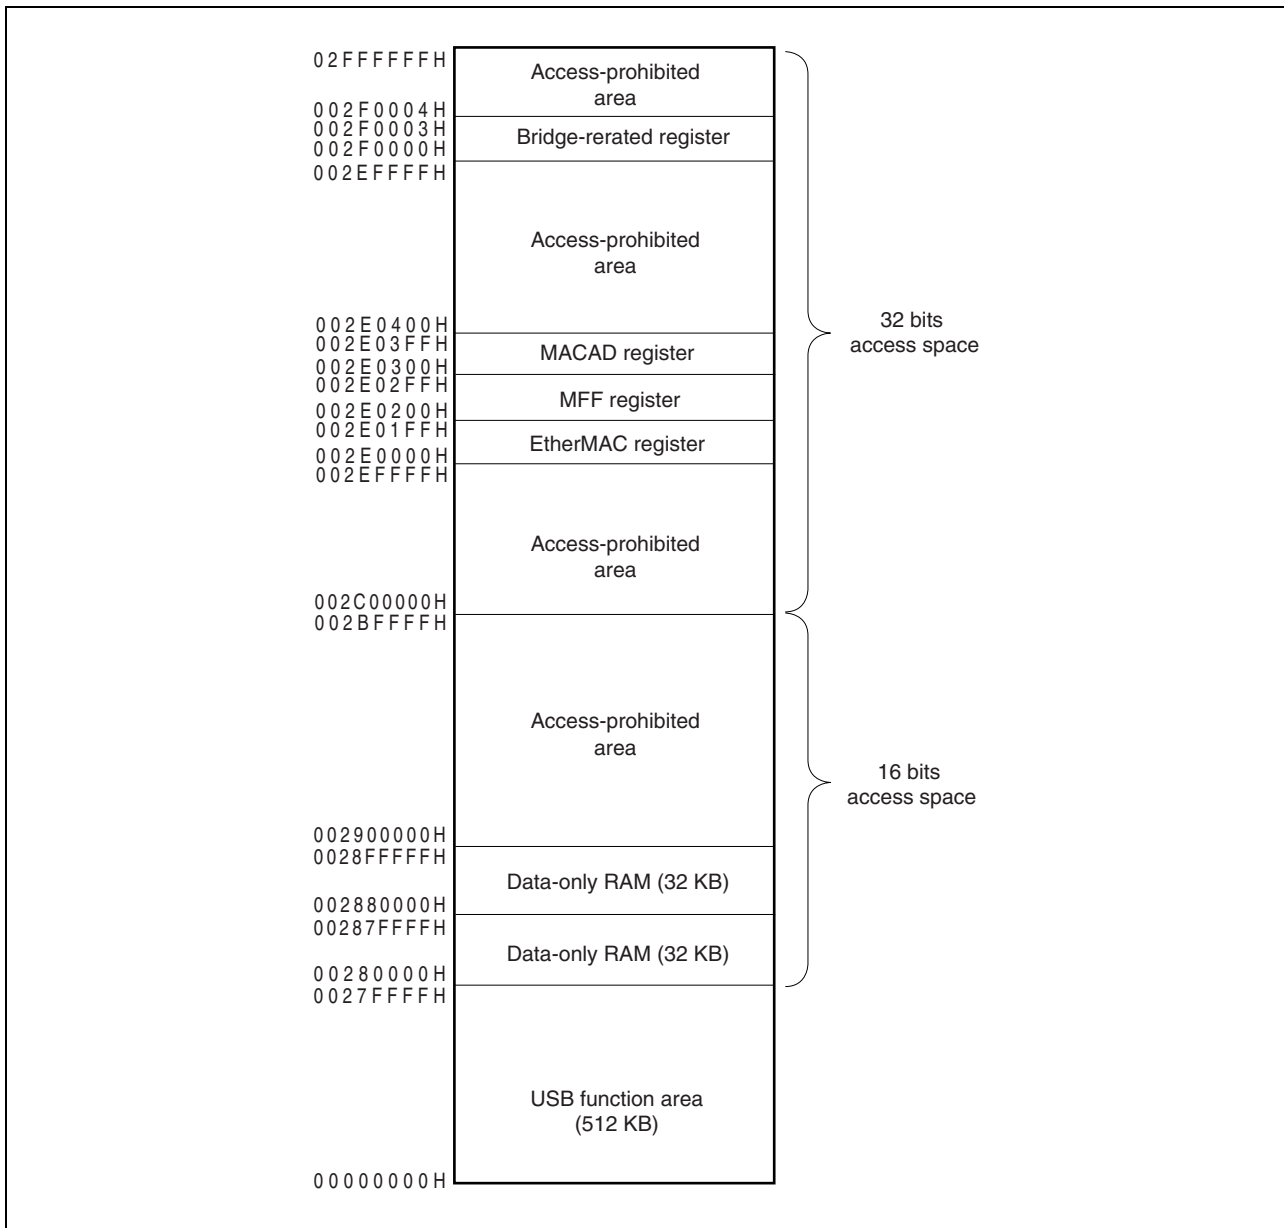 02FFFFFFH
Access-prohibited
area
002F0004H
002F0003H
Bridge-rerated register
002F0000H
002EFFFFH
Access-prohibited
area
002E0400H
002E03FFH
MACAD register
002E0300H
002E02FFH
MFF register
002E0200H
002E01FFH
EtherMAC register
002E0000H
002EFFFFH
Access-prohibited
area
002C00000H
002BFFFFH
32 bits
access space
Access-prohibited
area
002900000H
0028FFFFFH
Data-only RAM (32 KB)
002880000H
00287FFFFH
Data-only RAM (32 KB)
00280000H
0027FFFFH
16 bits
access space
USB function area
(512 KB)
00000000H